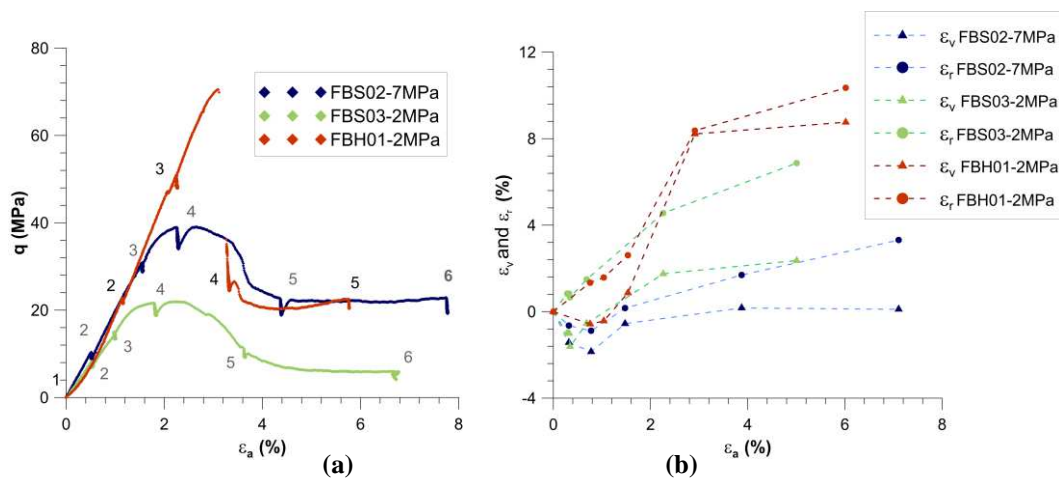 80
60
40
20
0
q (MPa)
0 2 4 6 8
εa (%)
FBS02-7MPa
FBS03-2MPa
FBH01-2MPa
1
2
2
2
3
3
3
4
4
4
5
5
5
6
6
(a)
12
8
4
0
-4
εv and εr (%)
0 2 4 6 8
εa (%)
εv FBS02-7MPa
εr FBS02-7MPa
εv FBS03-2MPa
εr FBS03-2MPa
εv FBH01-2MPa
εr FBH01-2MPa
(b)